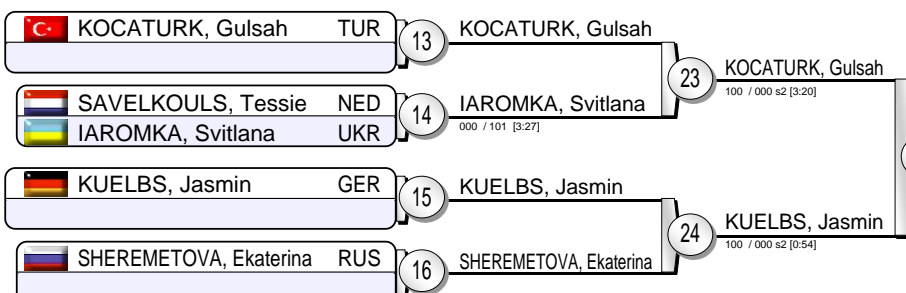 KOCATURK, Gulsah TUR
13
KOCATURK, Gulsah
SAVELKOULS, Tessie NED
IAROMKA, Svitlana UKR
14
IAROMKA, Svitlana
000 / 101 [3:27]
23
KOCATURK, Gulsah
100 / 000 s2 [3:20]
KUELBS, Jasmin GER
15
KUELBS, Jasmin
SHEREMETOVA, Ekaterina RUS
16
SHEREMETOVA, Ekaterina
24
KUELBS, Jasmin
100 / 000 s2 [0:54]